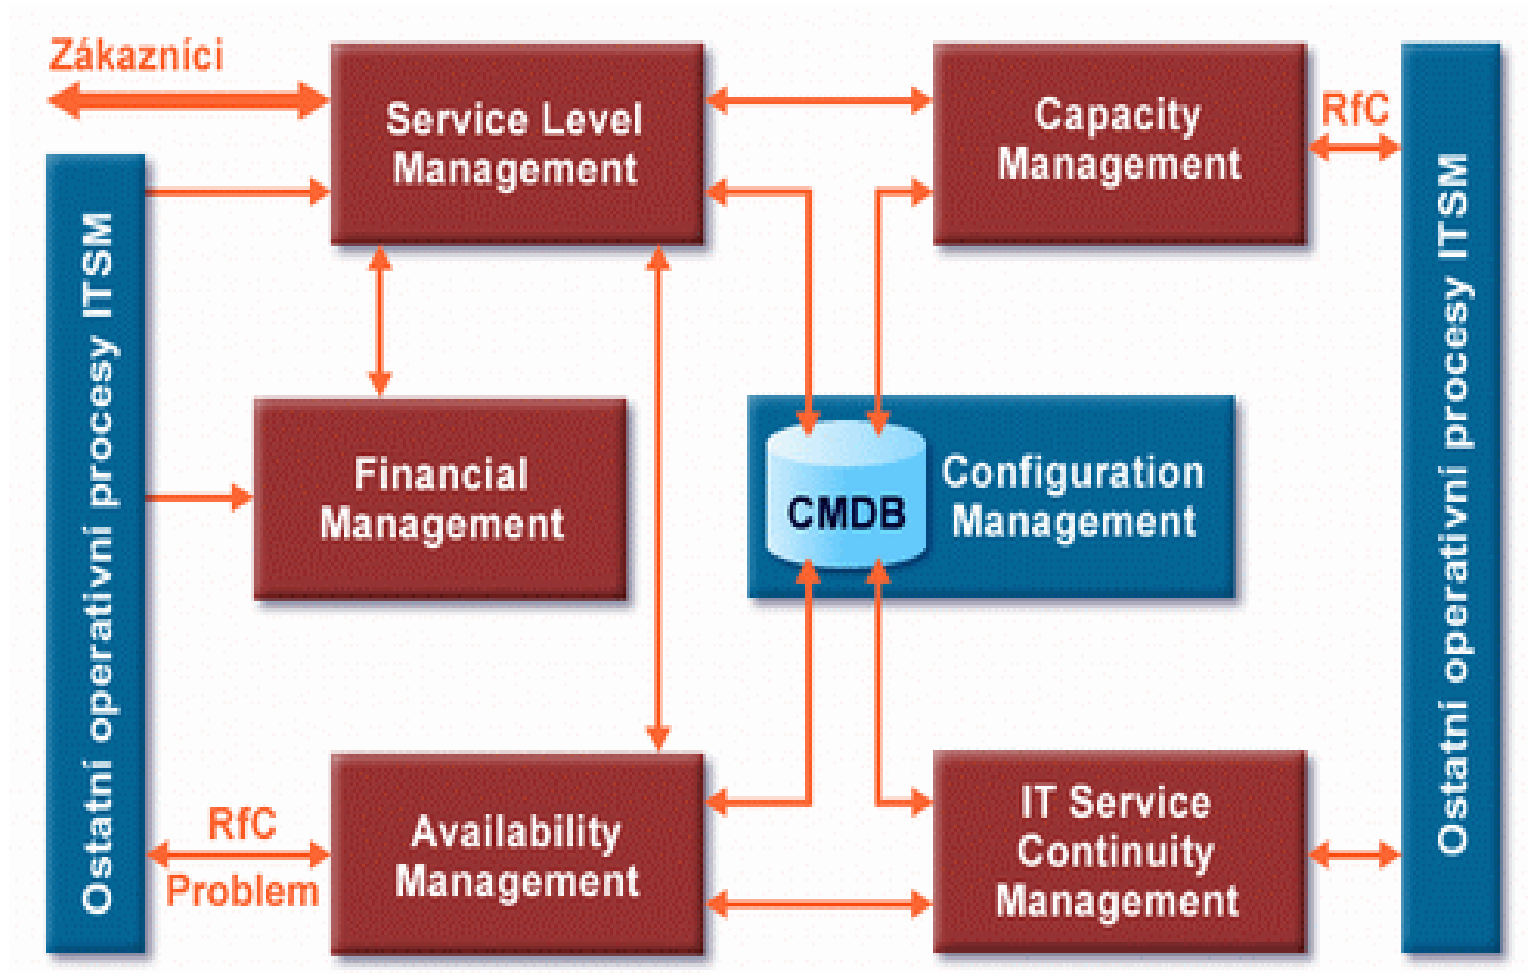 Zákazníci
Service Level
Management
Capacity
Management
RfC
Ostatní operativní procesy ITSM
Ostatní operativní procesy ITSM
Financial
Management
CMDB
Configuration
Management
RfC
Problem
Availability
Management
IT Service
Continuity
Management